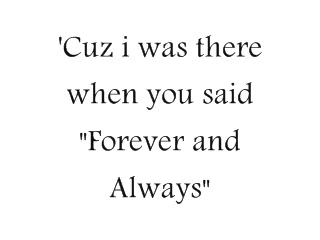 'Cuz i was there
when you said
"Forever and
Always"